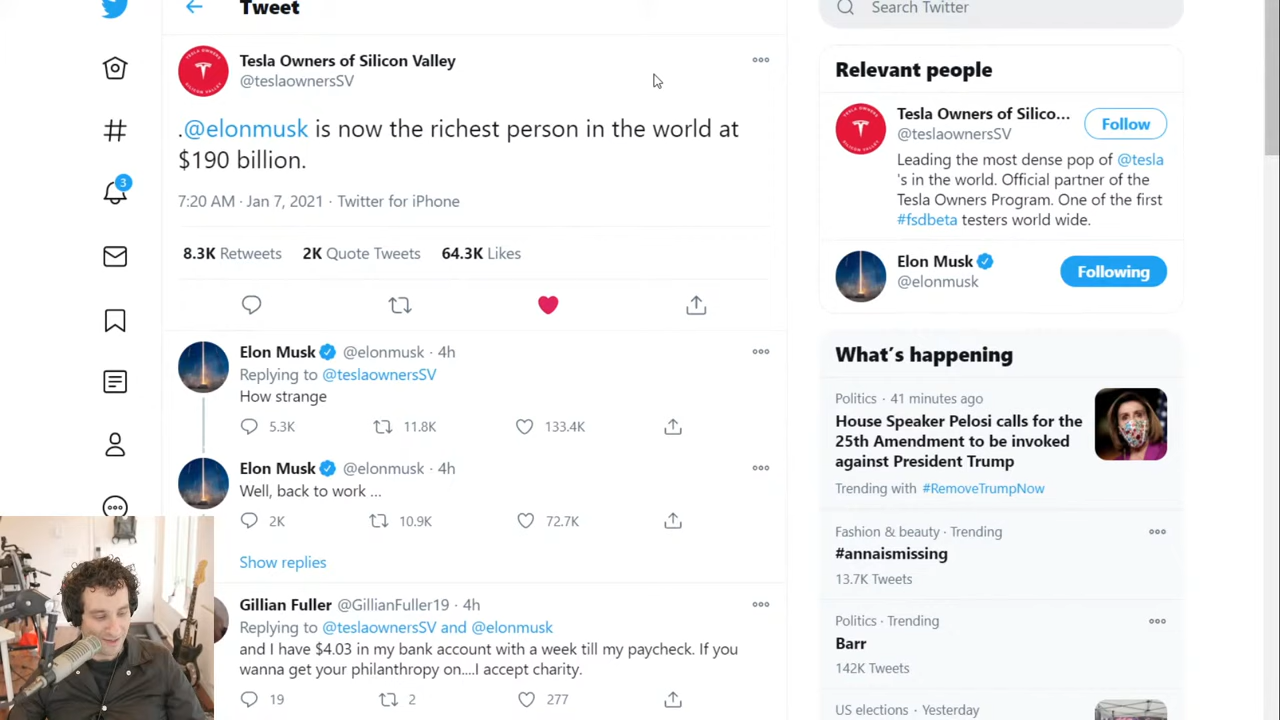 Tweet
Tesla Owners of Silicon Valley
@teslaownersSV
.@elonmusk is now the richest person in the world at
$190 billion.
7:20 AM · Jan 7, 2021 · Twitter for iPhone
8.3K Retweets 2K Quote Tweets 64.3K Likes
Elon Musk @elonmusk · 4h
Replying to @teslaownersSV
How strange
5.3K 11.8K 133.4K
Elon Musk @elonmusk · 4h
Well, back to work ...
2K 10.9K 72.7K
Show replies
Gillian Fuller @GillianFuller19 · 4h
Replying to @teslaownersSV and @elonmusk
and I have $4.03 in my bank account with a week till my paycheck. If you
wanna get your philanthropy on....I accept charity.
19 2 277
3
Search Twitter
Relevant people
Tesla Owners of Silico...
@teslaownersSV
Follow
Leading the most dense pop of @tesla
's in the world. Official partner of the
Tesla Owners Program. One of the first
#fsdbeta testers world wide.
Elon Musk
@elonmusk
Following
What's happening
Politics · 41 minutes ago
House Speaker Pelosi calls for the
25th Amendment to be invoked
against President Trump
Trending with #RemoveTrumpNow
Fashion & beauty · Trending
#annaismissing
13.7K Tweets
Politics · Trending
Barr
142K Tweets
US elections · Yesterday